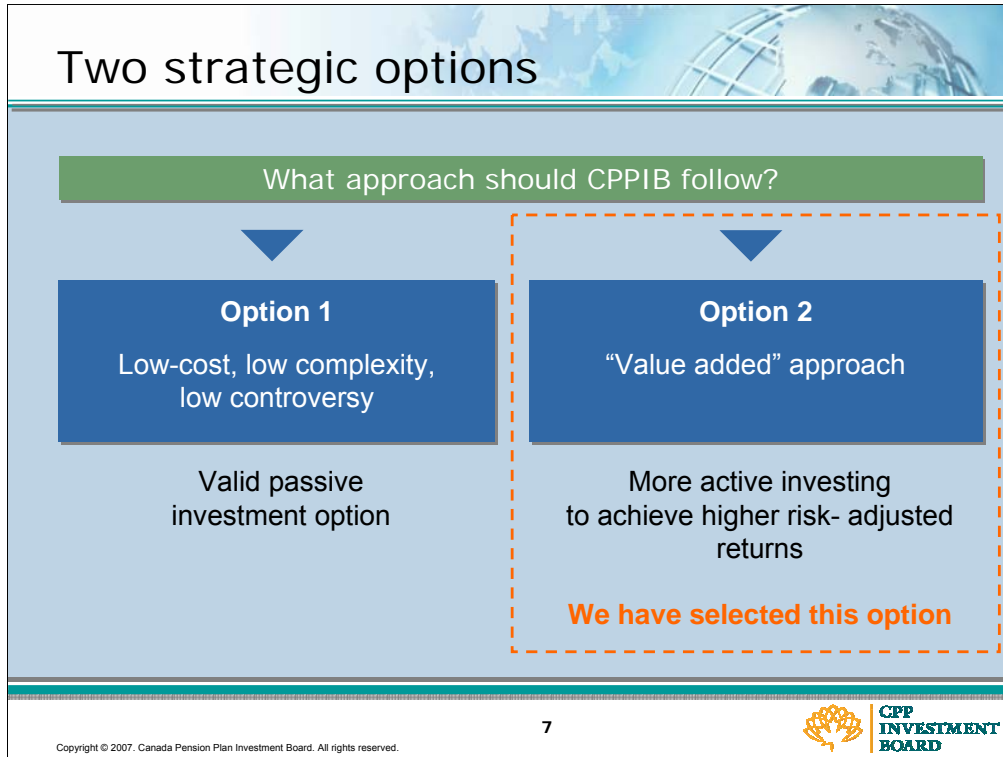 Two strategic options
What approach should CPPIB follow?
Option 1
Low-cost, low complexity,
low controversy
Valid passive
investment option
Option 2
“Value added” approach
More active investing
to achieve higher risk- adjusted
returns
We have selected this option
Copyright © 2007. Canada Pension Plan Investment Board. All rights reserved.
7
CPP
INVESTMENT
BOARD